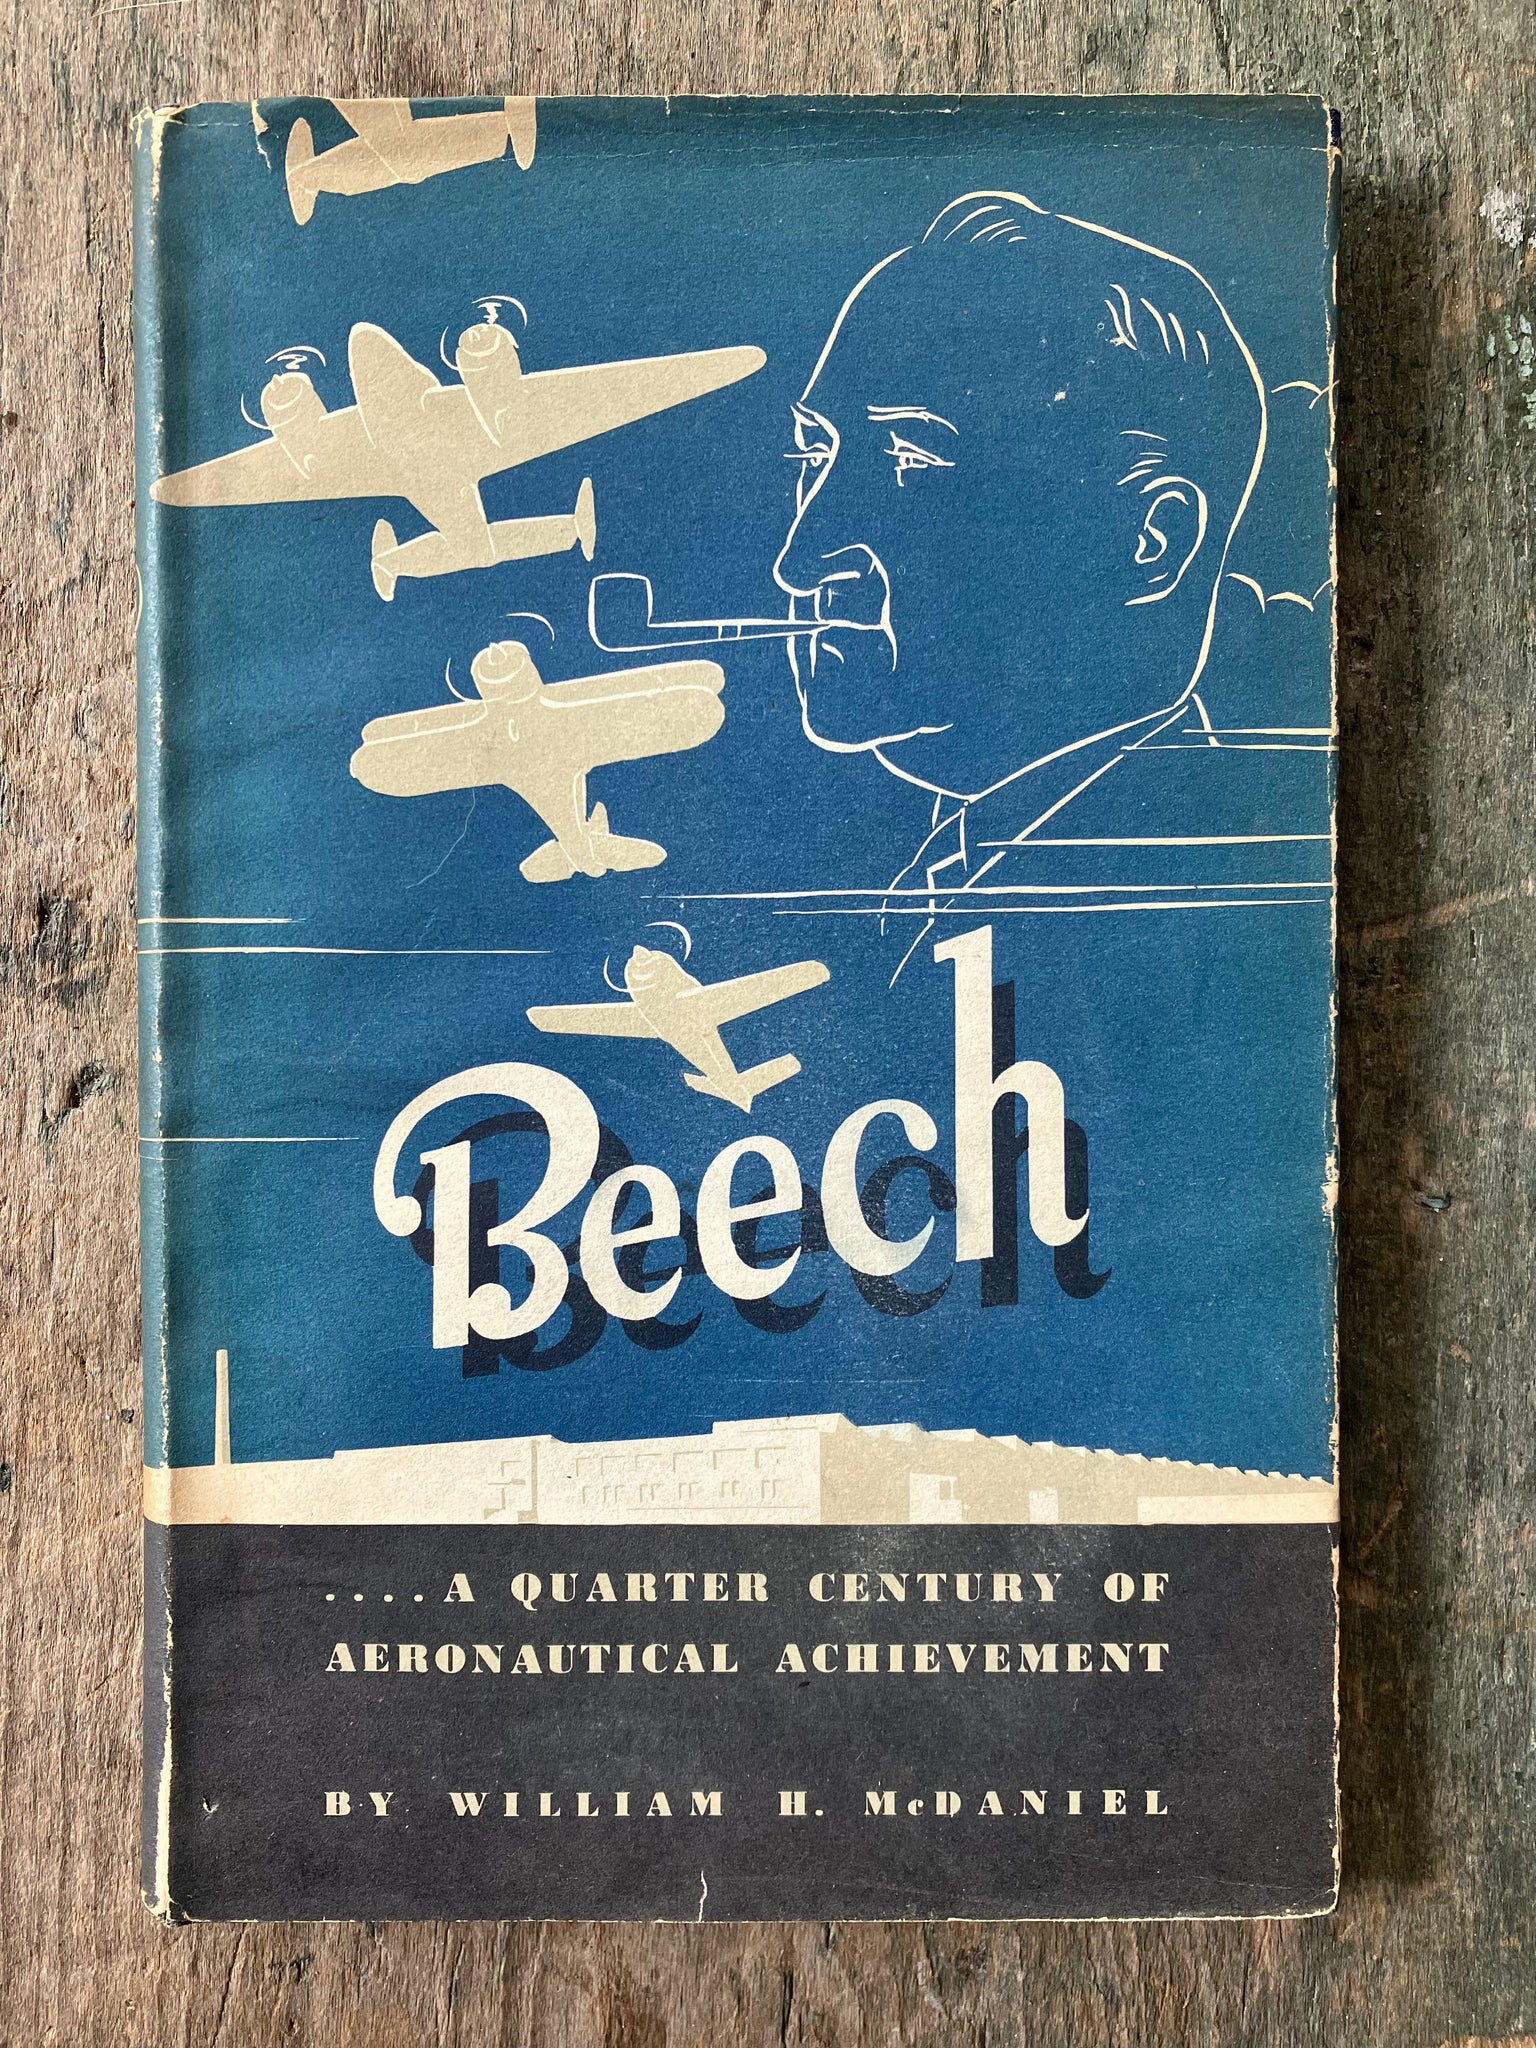 Beech
....A QUARTER CENTURY OF
AERONAUTICAL ACHIEVEMENT
BY WILLIAM H. McDANIEL